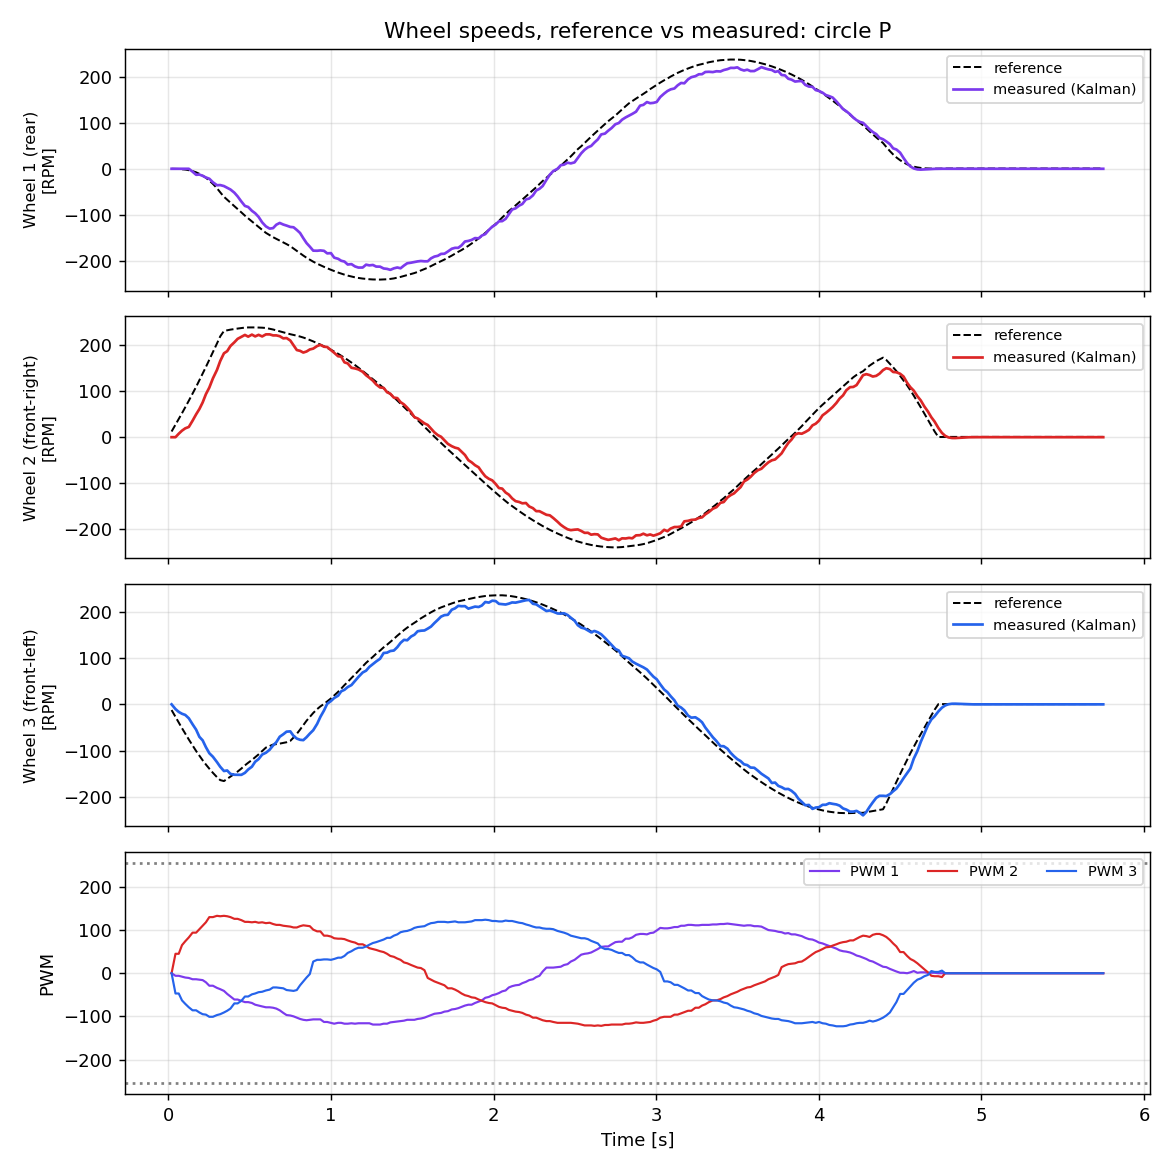 Wheel speeds, reference vs measured: circle P
Wheel 1 (rear)
[RPM]
200
100
0
−100
−200
reference
measured (Kalman)
Wheel 2 (front-right)
[RPM]
200
100
0
−100
−200
reference
measured (Kalman)
Wheel 3 (front-left)
[RPM]
200
100
0
−100
−200
reference
measured (Kalman)
PWM
200
100
0
−100
−200
PWM 1 PWM 2 PWM 3
0 1 2 3 4 5 6
Time [s]